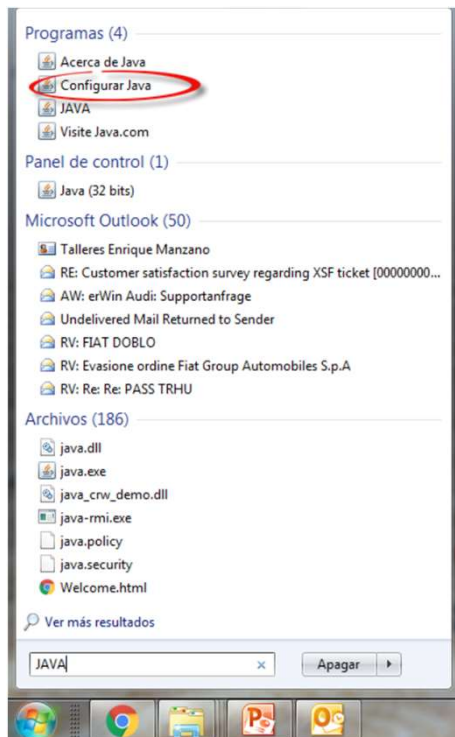 Programas (4)
Acerca de Java
Configurar Java
JAVA
Visite Java.com
Panel de control (1)
Java (32 bits)
Microsoft Outlook (50)
Talleres Enrique Manzano
RE: Customer satisfaction survey regarding XSF ticket [00000000...
AW: erWin Audi: Supportanfrage
Undelivered Mail Returned to Sender
RV: FIAT DOBLO
RV: Evasione ordine Fiat Group Automobiles S.p.A
RV: Re: Re: PASS TRHU
Archivos (186)
java.dll
java.exe
java_crw_demo.dll
java-rmi.exe
java.policy
java.security
Welcome.html
Ver más resultados
JAVA
Apagar